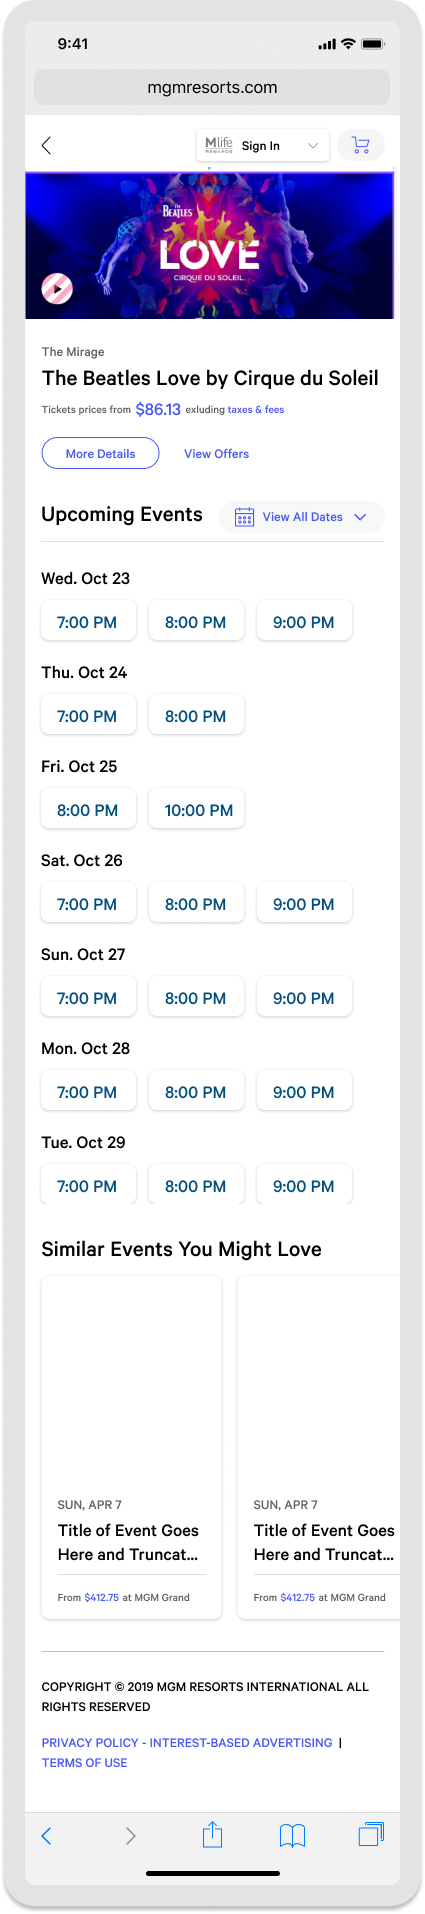 9:41
mgmresorts.com
Mlife
REWARDS
Sign In
THE
BEATLES
LOVE
CIRQUE DU SOLEIL
The Mirage
The Beatles Love by Cirque du Soleil
Tickets prices from $86.13 exluding taxes & fees
More Details View Offers
Upcoming Events View All Dates
Wed. Oct 23
7:00 PM 8:00 PM 9:00 PM
Thu. Oct 24
7:00 PM 8:00 PM
Fri. Oct 25
8:00 PM 10:00 PM
Sat. Oct 26
7:00 PM 8:00 PM 9:00 PM
Sun. Oct 27
7:00 PM 8:00 PM 9:00 PM
Mon. Oct 28
7:00 PM 8:00 PM 9:00 PM
Tue. Oct 29
7:00 PM 8:00 PM 9:00 PM
Similar Events You Might Love
SUN, APR 7
Title of Event Goes
Here and Truncat...
From $412.75 at MGM Grand
SUN, APR 7
Title of Event Goes
Here and Truncat...
From $412.75 at MGM Grand
COPYRIGHT © 2019 MGM RESORTS INTERNATIONAL ALL
RIGHTS RESERVED
PRIVACY POLICY - INTEREST-BASED ADVERTISING |
TERMS OF USE